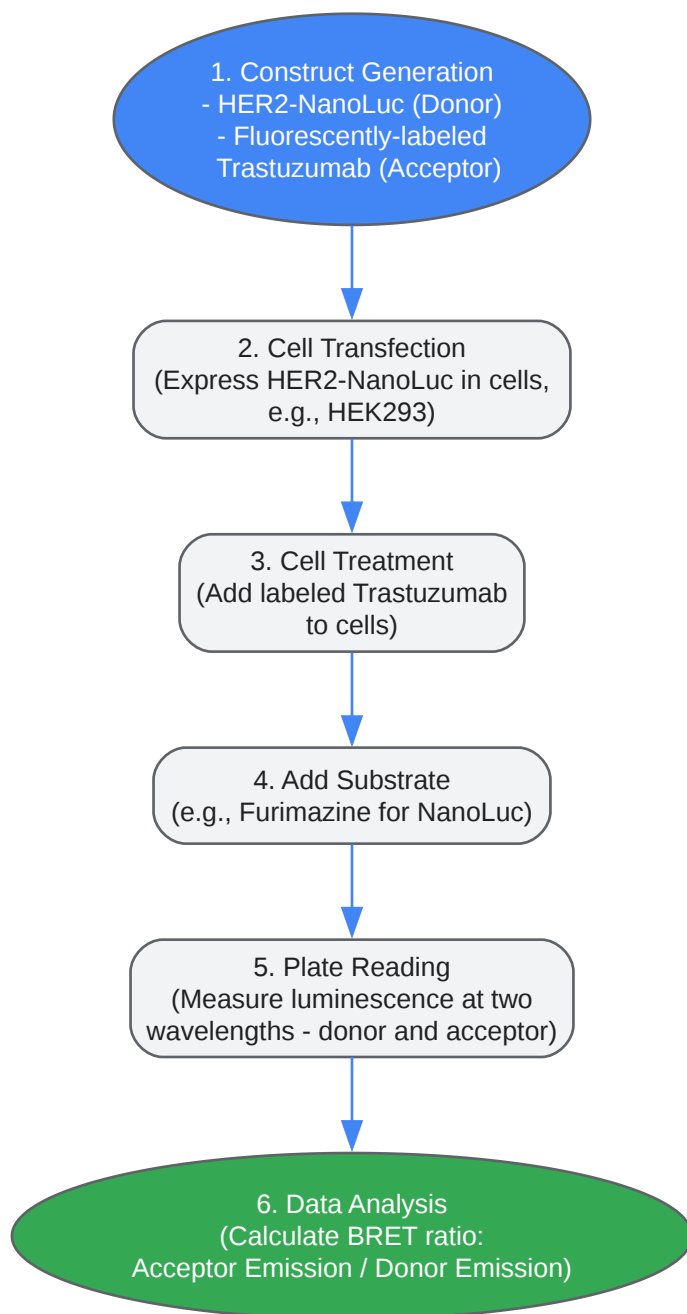 1. Construct Generation
- HER2-NanoLuc (Donor)
- Fluorescently-labeled
Trastuzumab (Acceptor)
2. Cell Transfection
(Express HER2-NanoLuc in cells,
e.g., HEK293)
3. Cell Treatment
(Add labeled Trastuzumab
to cells)
4. Add Substrate
(e.g., Furimazine for NanoLuc)
5. Plate Reading
(Measure luminescence at two
wavelengths - donor and acceptor)
6. Data Analysis
(Calculate BRET ratio:
Acceptor Emission / Donor Emission)